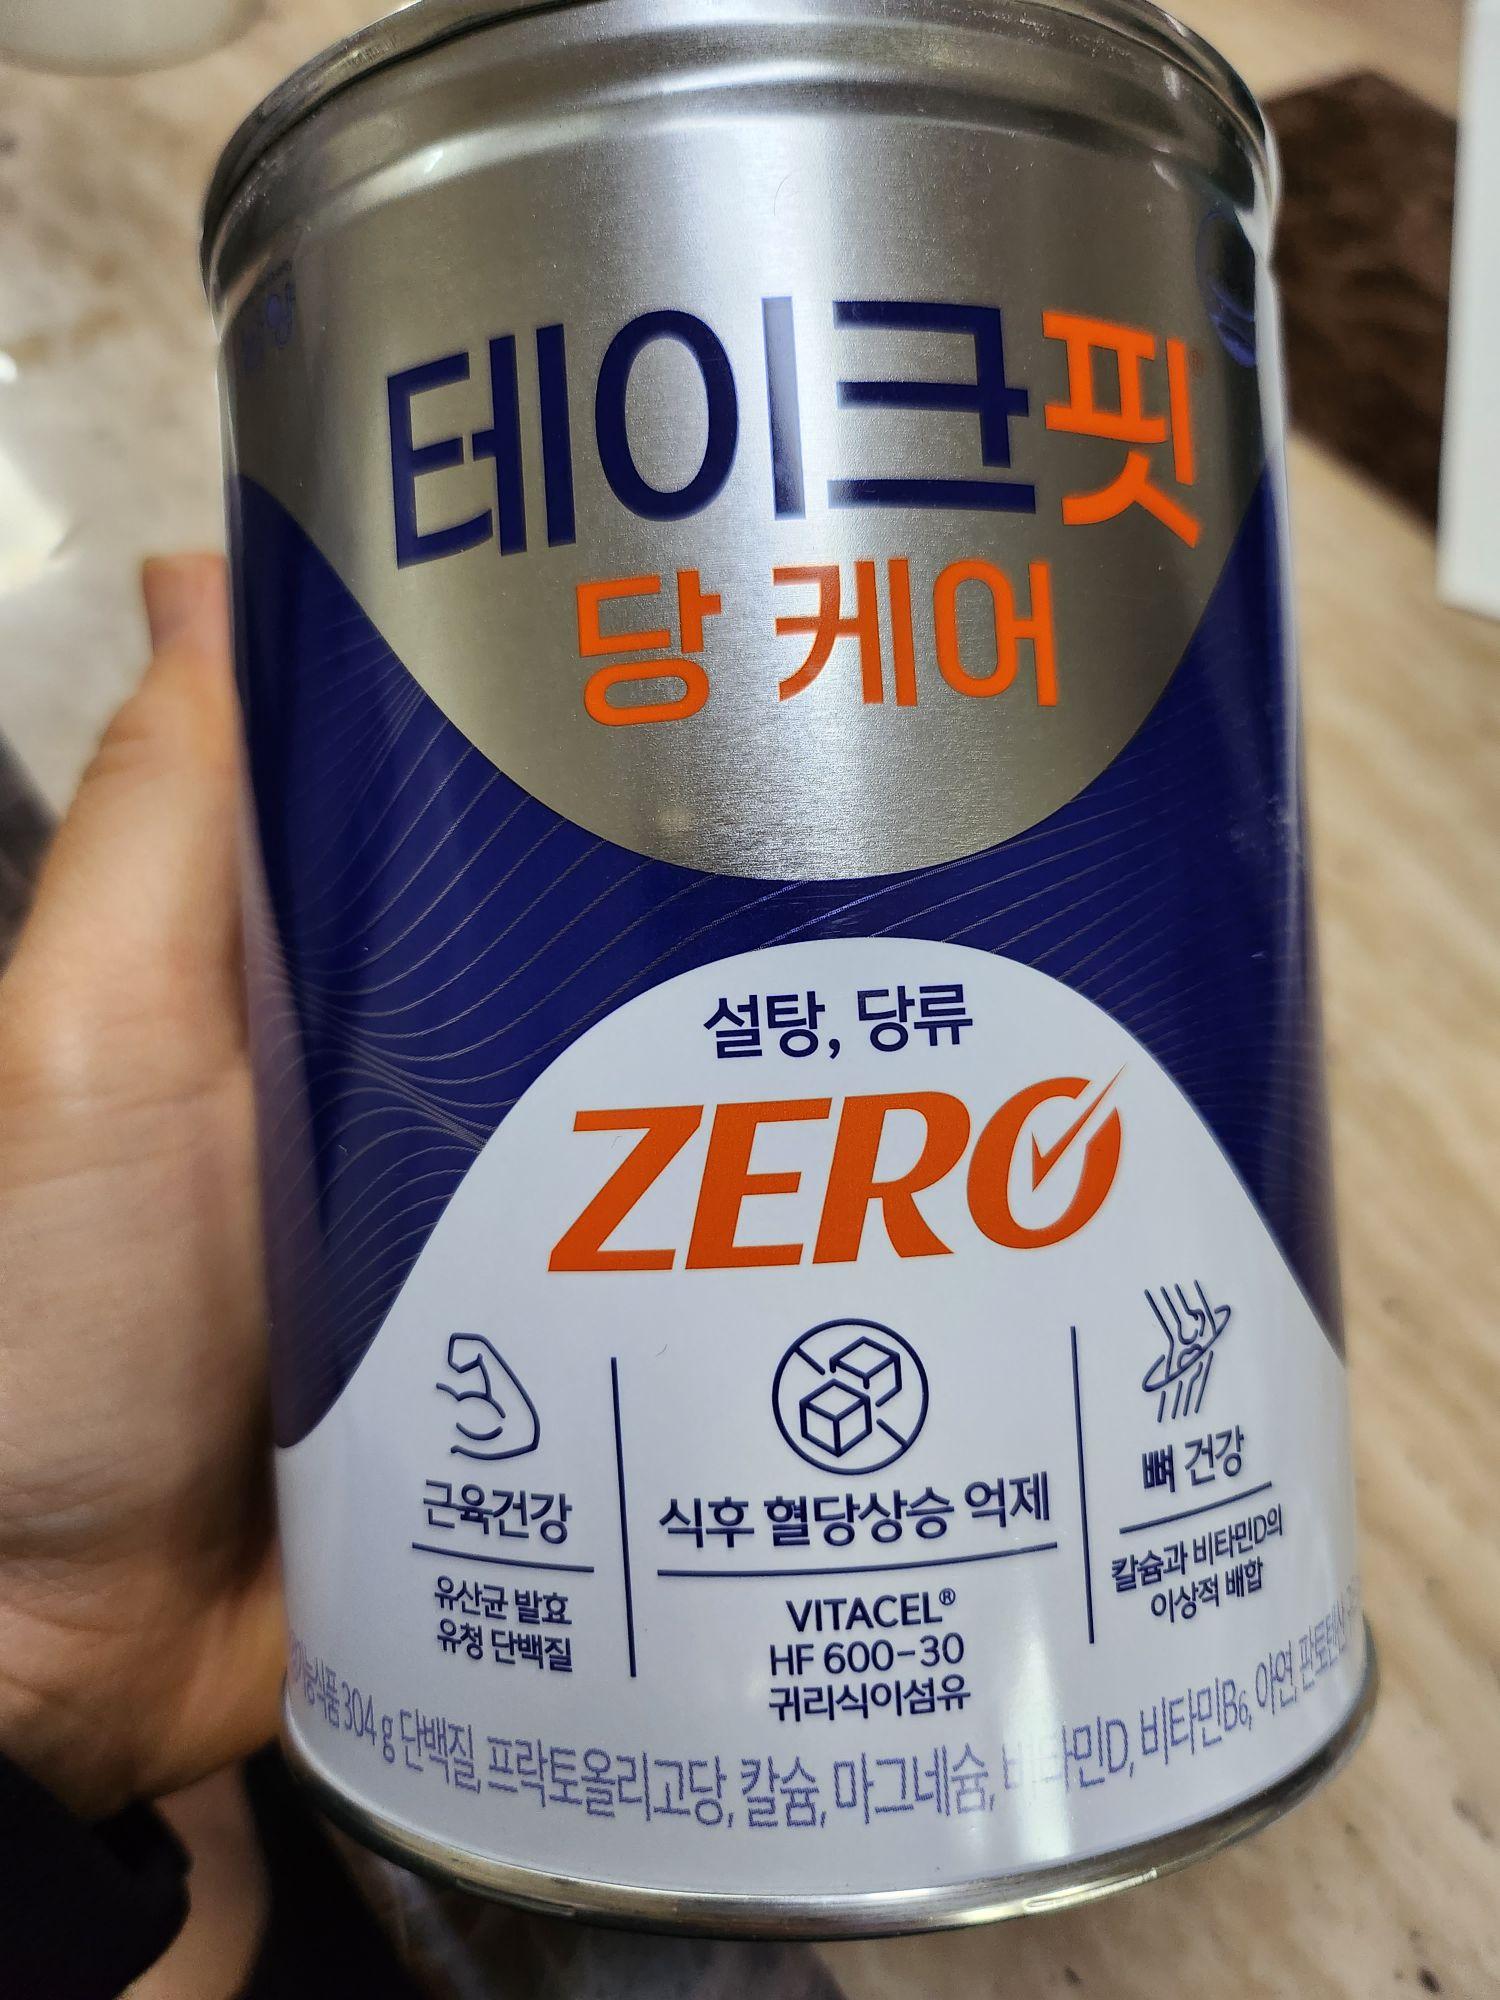 테이크핏
당 케어
설탕, 당류
ZERO
근육건강
유산균 발효
유청 단백질
식후 혈당상승 억제
VITACEL®
HF 600-30
귀리식이섬유
뼈 건강
칼슘과 비타민D의
이상적 배합
304 g 단백질, 프락토올리고당, 칼슘, 마그네슘, 비타민D, 비타민B6, 아연, 판토텐산